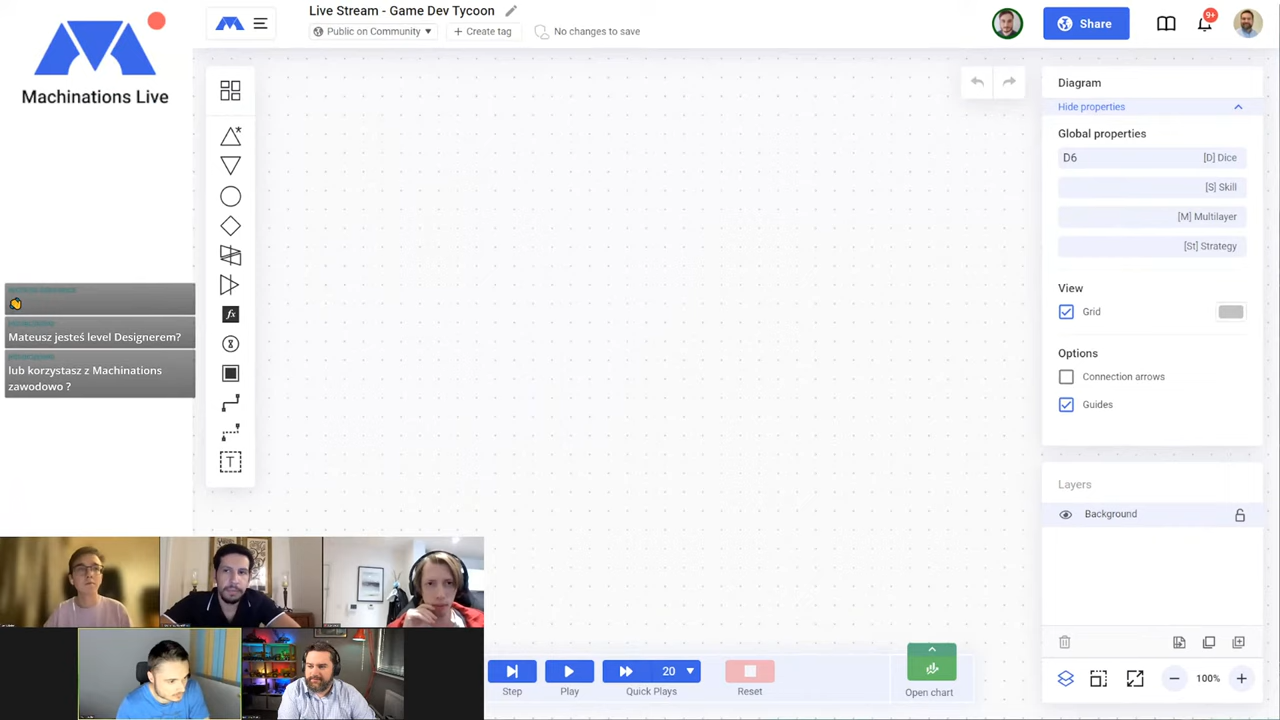 Machinations Live
Mateusz jesteś level Designerem?
lub korzystasz z Machinations
zawodowo ?
Live Stream - Game Dev Tycoon
Public on Community
+ Create tag
No changes to save
Share
9+
fx
T
Diagram
Hide properties
Global properties
D6 [D] Dice
[S] Skill
[M] Multilayer
[St] Strategy
View
Grid
Options
Connection arrows
Guides
Layers
Background
Step
Play
20
Quick Plays
Reset
Open chart
100%